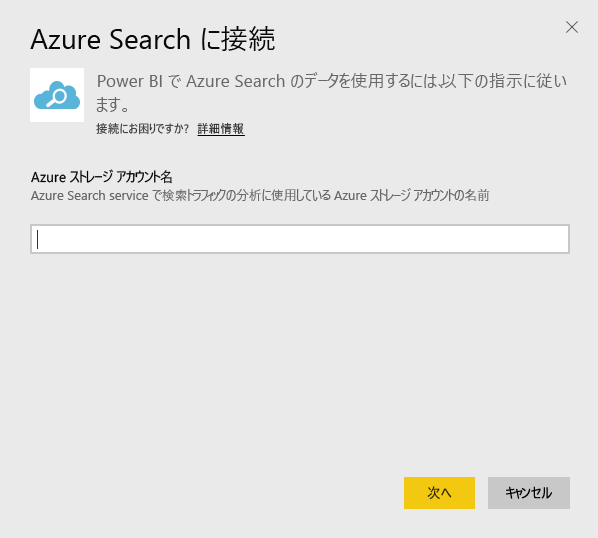 Azure Search に接続
Power BI で Azure Search のデータを使用するには、以下の指示に従い
ます。
接続にお困りですか? 詳細情報
Azure ストレージ アカウント名
Azure Search service で検索トラフィックの分析に使用している Azure ストレージ アカウントの名前
次へ キャンセル